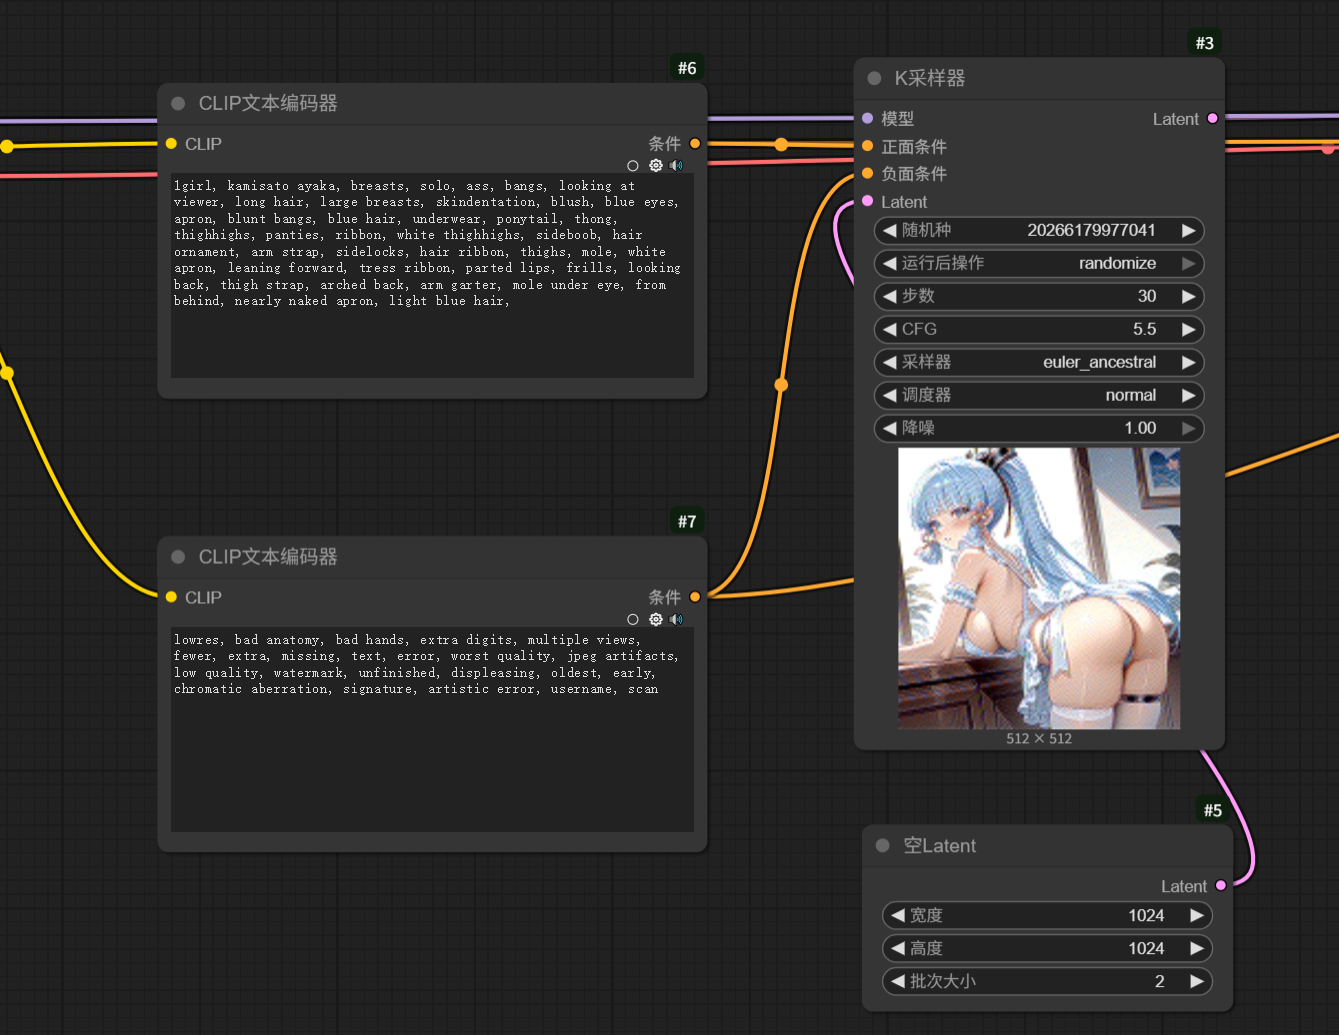 #6
CLIP文本编码器
CLIP
条件
1girl, kamisato ayaka, breasts, solo, ass, bangs, looking at
viewer, long hair, large breasts, skindentation, blush, blue eyes,
apron, blunt bangs, blue hair, underwear, ponytail, thong,
thighhighs, panties, ribbon, white thighhighs, sideboob, hair
ornament, arm strap, sidelocks, hair ribbon, thighs, mole, white
apron, leaning forward, tress ribbon, parted lips, frills, looking
back, thigh strap, arched back, arm garter, mole under eye, from
behind, nearly naked apron, light blue hair,
#7
CLIP文本编码器
CLIP
条件
lowres, bad anatomy, bad hands, extra digits, multiple views,
fewer, extra, missing, text, error, worst quality, jpeg artifacts,
low quality, watermark, unfinished, displeasing, oldest, early,
chromatic aberration, signature, artistic error, username, scan
#3
K采样器
模型
Latent
正面条件
负面条件
Latent
随机种 20266179977041
运行后操作 randomize
步数 30
CFG 5.5
采样器 euler_ancestral
调度器 normal
降噪 1.00
512 × 512
#5
空Latent
Latent
宽度 1024
高度 1024
批次大小 2